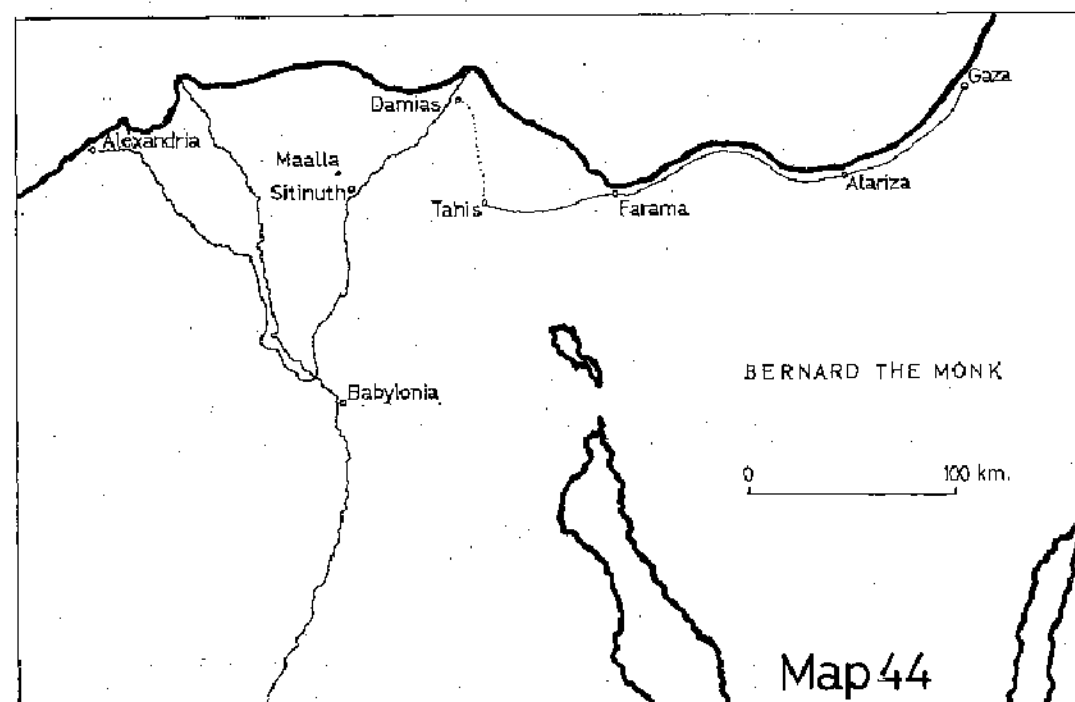 Gaza
Damias
Alexandria
Maalla
Sitinuth
Alariza
Tahis
Farama
BERNARD THE MONK
Babylonia
0 100 km.
Map 44